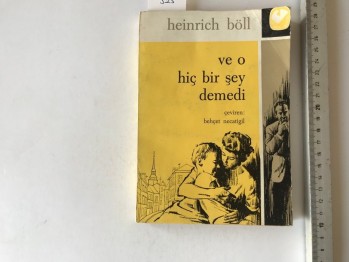 heinrich böll
ve o
hiç bir şey
demedi
çeviren:
behçet necatigil